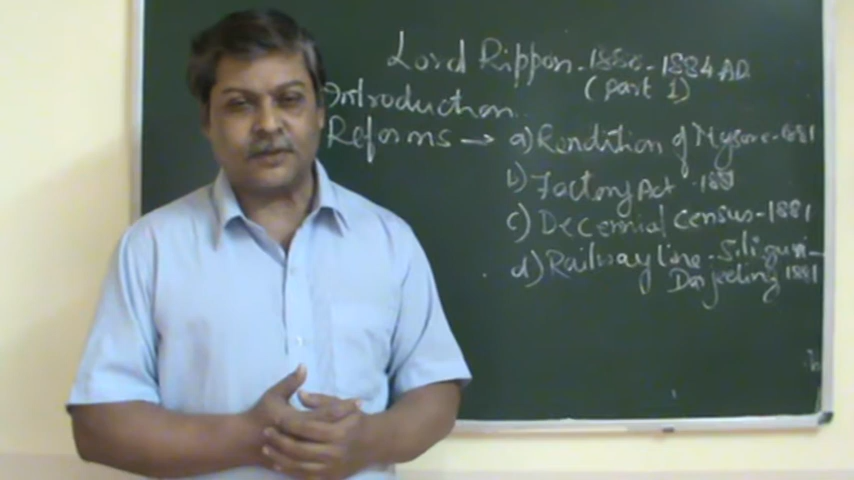 Lord Rippon - 1880 - 1884 AD
(Part 1)
Introduction
Reforms → a) Rendition of Mysore - 1881
b) Factory Act - 1881
c) Decennial census - 1881
d) Railway line - Siliguri -
Darjeeling 1881